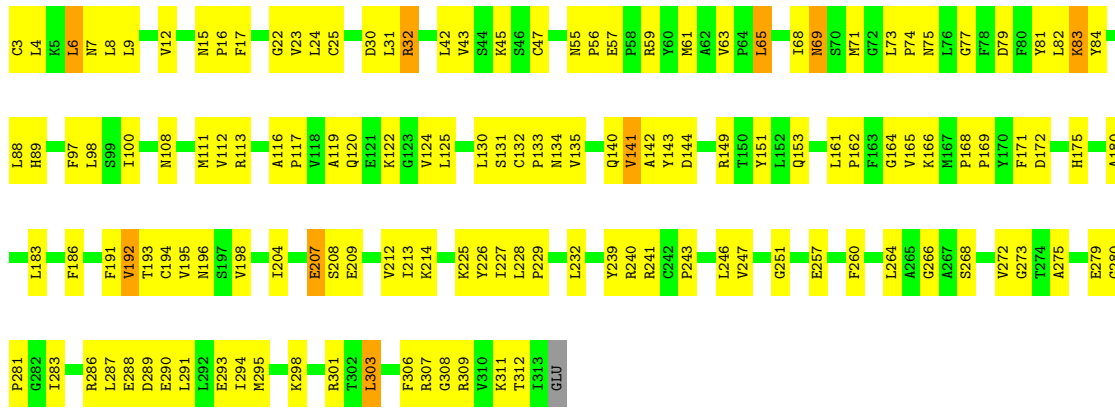 C3 L4 K5 L6 N7 L8 L9 V12 N15 P16 F17 G22 V23 L24 C25 D30 L31 R32 L42 V43 S44 K45 S46 C47 N55 P56 E57 P58 R59 Y60 M61 A62 V63 P64 L65 I68 N69 S70 M71 G72 L73 P74 N75 L76 G77 F78 D79 F80 Y81 L82 K83 Y84
L88 H89 F97 L98 S99 I100 N108 M111 V112 R113 A116 P117 V118 A119 Q120 E121 K122 G123 V124 L125 L130 S131 C132 P133 N134 V135 Q140 V141 A142 Y143 D144 R149 T150 Y151 L152 Q153 L161 P162 F163 G164 V165 K166 M167 P168 P169 Y170 F171 D172 H175 A180
L183 F186 F191 V192 T193 C194 V195 N196 S197 V198 I204 E207 S208 E209 V212 I213 K214 K225 Y226 I227 L228 P229 L232 Y239 R240 E241 C242 P243 L246 V247 G251 E257 F260 L264 A265 G266 A267 S268 V272 G273 T274 A275 E279 G280
P281 G282 I283 R286 L287 E288 D289 E290 L291 L292 E293 I294 M295 K298 R301 T302 L303 F306 R307 G308 R309 V310 K311 T312 I313 GLU